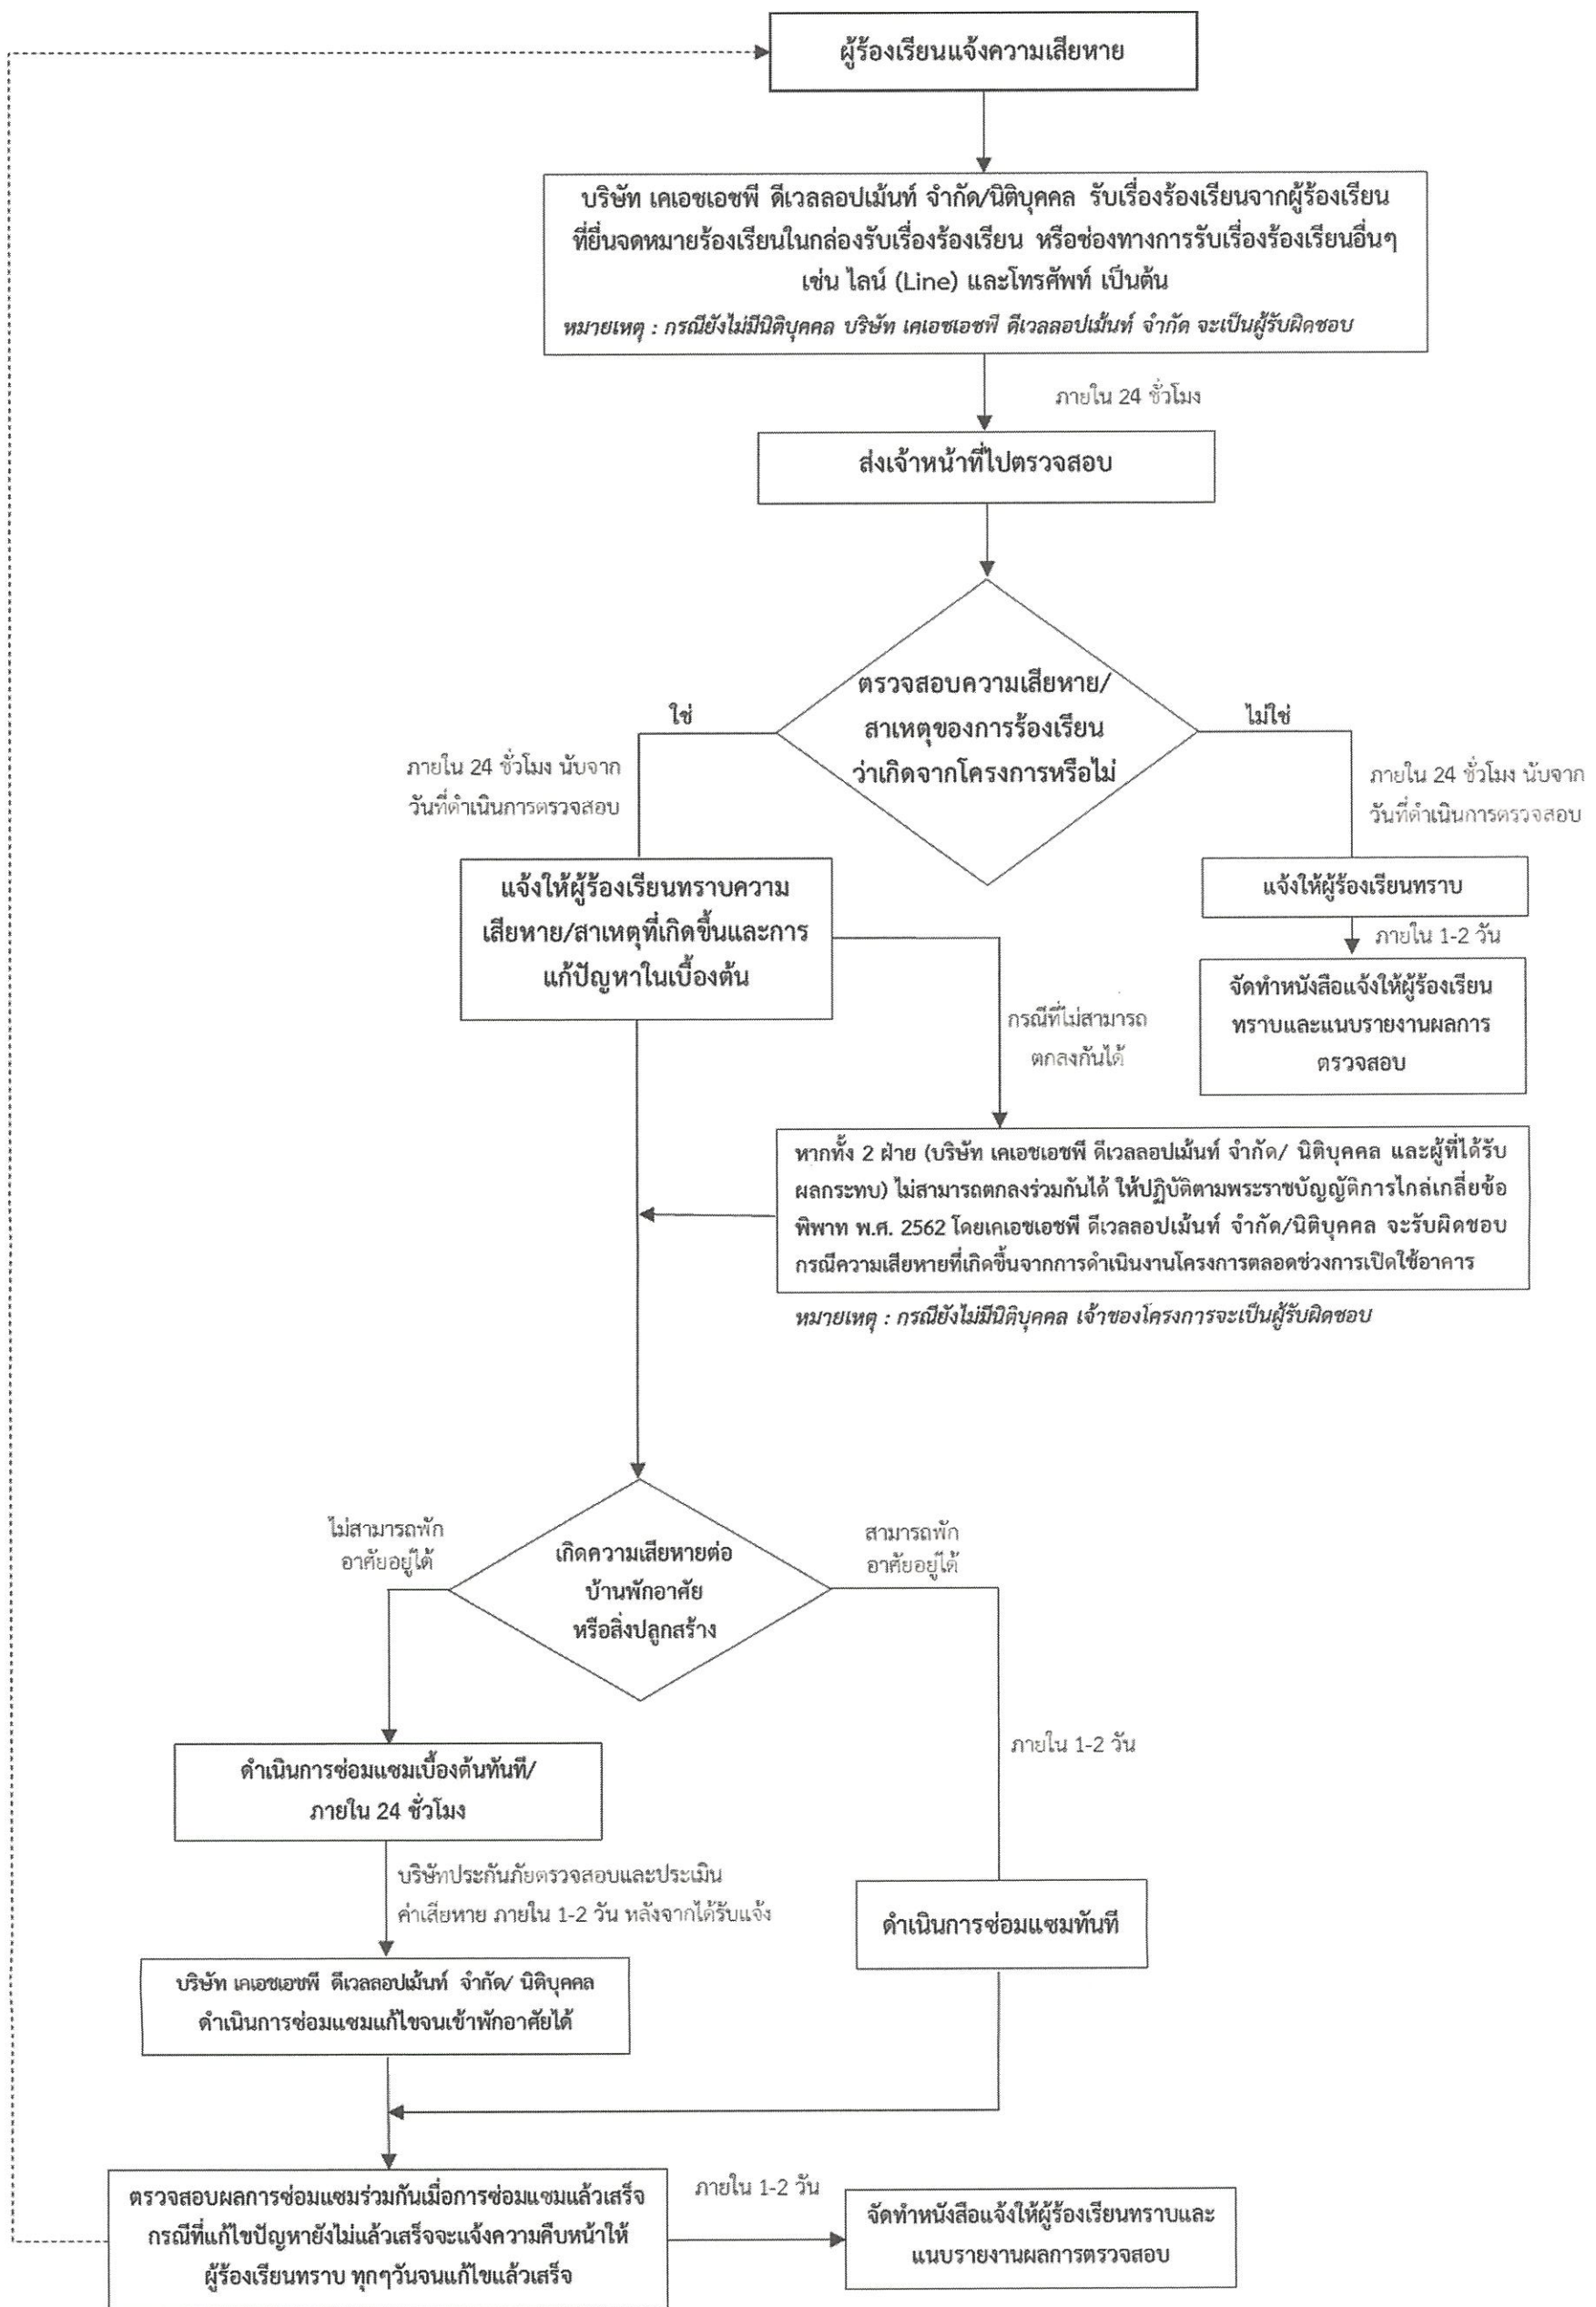 ผู้ร้องเรียนแจ้งความเสียหาย
บริษัท เคเอชเอชพี ดีเวลลอปเม้นท์ จำกัด/นิติบุคคล รับเรื่องร้องเรียนจากผู้ร้องเรียน
ที่ยื่นจดหมายร้องเรียนในกล่องรับเรื่องร้องเรียน หรือช่องทางการรับเรื่องร้องเรียนอื่นๆ
เช่น ไลน์ (Line) และโทรศัพท์ เป็นต้น
หมายเหตุ : กรณียังไม่มีนิติบุคคล บริษัท เคเอชเอชพี ดีเวลลอปเม้นท์ จำกัด จะเป็นผู้รับผิดชอบ
ภายใน 24 ชั่วโมง
ส่งเจ้าหน้าที่ไปตรวจสอบ
ตรวจสอบความเสียหาย/
สาเหตุของการร้องเรียน
ว่าเกิดจากโครงการหรือไม่
ใช่
ภายใน 24 ชั่วโมง นับจาก
วันที่ดำเนินการตรวจสอบ
ไม่ใช่
ภายใน 24 ชั่วโมง นับจาก
วันที่ดำเนินการตรวจสอบ
แจ้งให้ผู้ร้องเรียนทราบความ
เสียหาย/สาเหตุที่เกิดขึ้นและการ
แก้ปัญหาในเบื้องต้น
แจ้งให้ผู้ร้องเรียนทราบ
ภายใน 1-2 วัน
จัดทำหนังสือแจ้งให้ผู้ร้องเรียน
ทราบและแนบรายงานผลการ
ตรวจสอบ
กรณีที่ไม่สามารถ
ตกลงกันได้
หากทั้ง 2 ฝ่าย (บริษัท เคเอชเอชพี ดีเวลลอปเม้นท์ จำกัด/ นิติบุคคล และผู้ที่ได้รับ
ผลกระทบ) ไม่สามารถตกลงร่วมกันได้ ให้ปฏิบัติตามพระราชบัญญัติการไกล่เกลี่ยข้อ
พิพาท พ.ศ. 2562 โดยเคเอชเอชพี ดีเวลลอปเม้นท์ จำกัด/นิติบุคคล จะรับผิดชอบ
กรณีความเสียหายที่เกิดขึ้นจากการดำเนินงานโครงการตลอดช่วงการเปิดใช้อาคาร
หมายเหตุ : กรณียังไม่มีนิติบุคคล เจ้าของโครงการจะเป็นผู้รับผิดชอบ
เกิดความเสียหายต่อ
บ้านพักอาศัย
หรือสิ่งปลูกสร้าง
ไม่สามารถพัก
อาศัยอยู่ได้
สามารถพัก
อาศัยอยู่ได้
ดำเนินการซ่อมแซมเบื้องต้นทันที/
ภายใน 24 ชั่วโมง
บริษัทประกันภัยตรวจสอบและประเมิน
ค่าเสียหาย ภายใน 1-2 วัน หลังจากได้รับแจ้ง
ภายใน 1-2 วัน
ดำเนินการซ่อมแซมทันที
บริษัท เคเอชเอชพี ดีเวลลอปเม้นท์ จำกัด/ นิติบุคคล
ดำเนินการซ่อมแซมแก้ไขจนเข้าพักอาศัยได้
ตรวจสอบผลการซ่อมแซมร่วมกันเมื่อการซ่อมแซมแล้วเสร็จ
กรณีที่แก้ไขปัญหายังไม่แล้วเสร็จจะแจ้งความคืบหน้าให้
ผู้ร้องเรียนทราบ ทุกๆวันจนแก้ไขแล้วเสร็จ
ภายใน 1-2 วัน
จัดทำหนังสือแจ้งให้ผู้ร้องเรียนทราบและ
แนบรายงานผลการตรวจสอบ